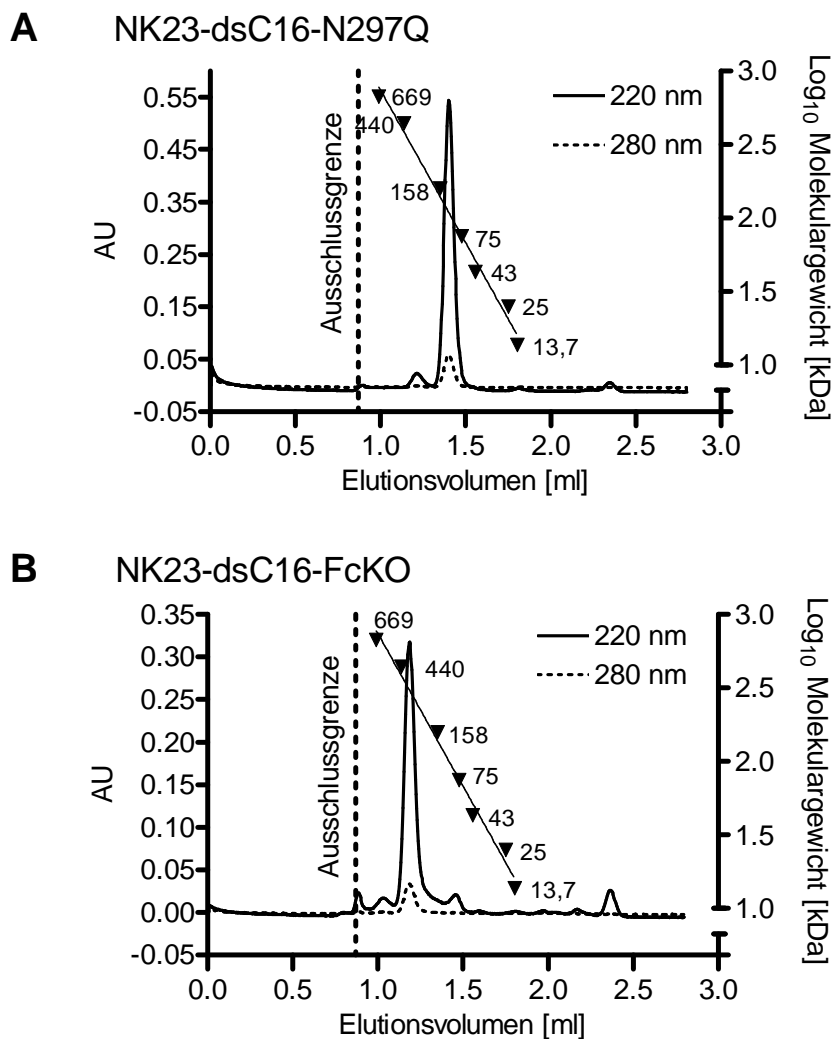 A
NK23-dsC16-N297Q
0.55
0.45
0.35
0.25
0.15
0.05
-0.05
AU
Ausschlussgrenze
669
440
158
75
43
25
13,7
220 nm
280 nm
3.0
2.5
2.0
1.5
1.0
Log10 Molekulargewicht [kDa]
0.0 0.5 1.0 1.5 2.0 2.5 3.0
Elutionsvolumen [ml]
B
NK23-dsC16-FcKO
0.35
0.30
0.25
0.20
0.15
0.10
0.05
0.00
-0.05
AU
Ausschlussgrenze
669
440
158
75
43
25
13,7
220 nm
280 nm
3.0
2.5
2.0
1.5
1.0
Log10 Molekulargewicht [kDa]
0.0 0.5 1.0 1.5 2.0 2.5 3.0
Elutionsvolumen [ml]